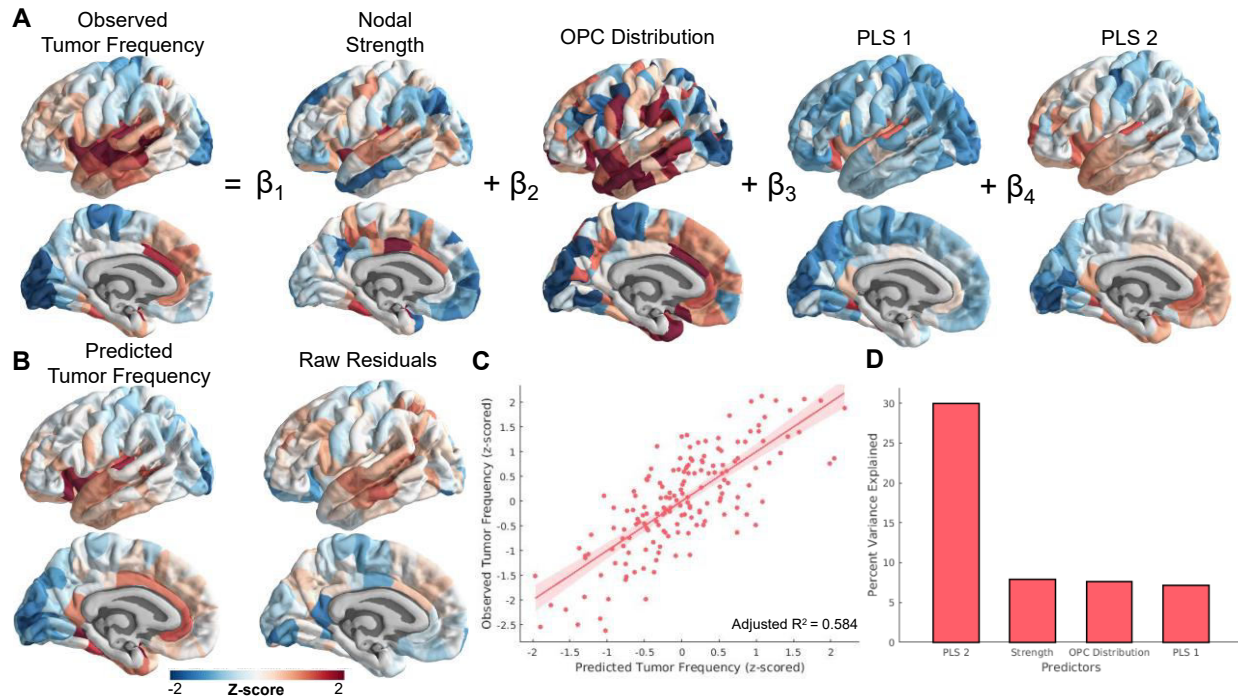 A
Observed
Tumor Frequency
Nodal
Strength
OPC Distribution
PLS 1
PLS 2
= β1
+ β2
+ β3
+ β4
B
Predicted
Tumor Frequency
Raw Residuals
-2
Z-score
2
C
Observed Tumor Frequency (z-scored)
2
1.5
1
0.5
0
-0.5
-1
-1.5
-2
-2.5
Adjusted R² = 0.584
-2 -1.5 -1 -0.5 0 0.5 1 1.5 2
Predicted Tumor Frequency (z-scored)
D
Percent Variance Explained
30
25
20
15
10
5
0
PLS 2 Strength OPC Distribution PLS 1
Predictors